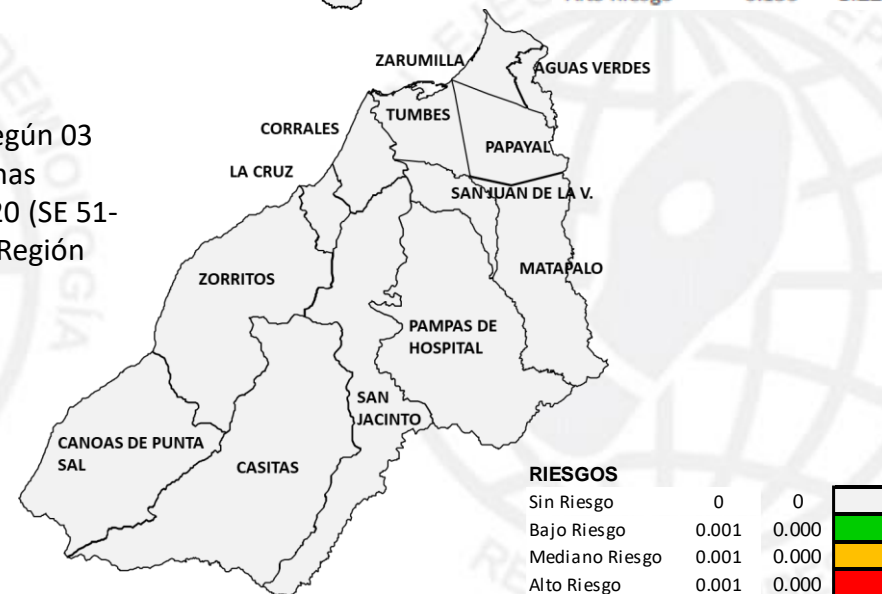 ZARUMILLA
AGUAS VERDES
TUMBES
CORRALES
PAPAYAL
LA CRUZ
SAN JUAN DE LA V.
MATAPALO
ZORRITOS
PAMPAS DE
HOSPITAL
SAN
JACINTO
CANOAS DE PUNTA
SAL
CASITAS
egún 03
nas
20 (SE 51-
Región
RIESGOS
Sin Riesgo 0 0
Bajo Riesgo 0.001 0.000
Mediano Riesgo 0.001 0.000
Alto Riesgo 0.001 0.000